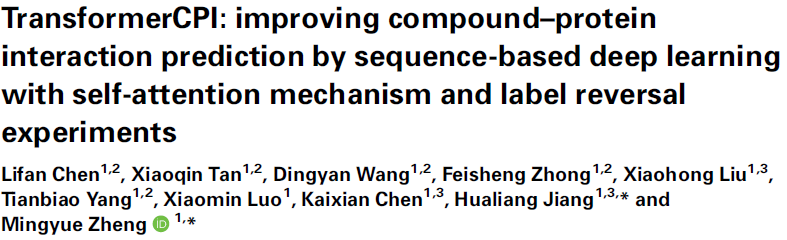 TransformerCPI: improving compound–protein
interaction prediction by sequence-based deep learning
with self-attention mechanism and label reversal
experiments
Lifan Chen1,2, Xiaoqin Tan1,2, Dingyan Wang1,2, Feisheng Zhong1,2, Xiaohong Liu1,3,
Tianbiao Yang1,2, Xiaomin Luo1, Kaixian Chen1,3, Hualiang Jiang1,3,* and
Mingyue Zheng iD 1,*